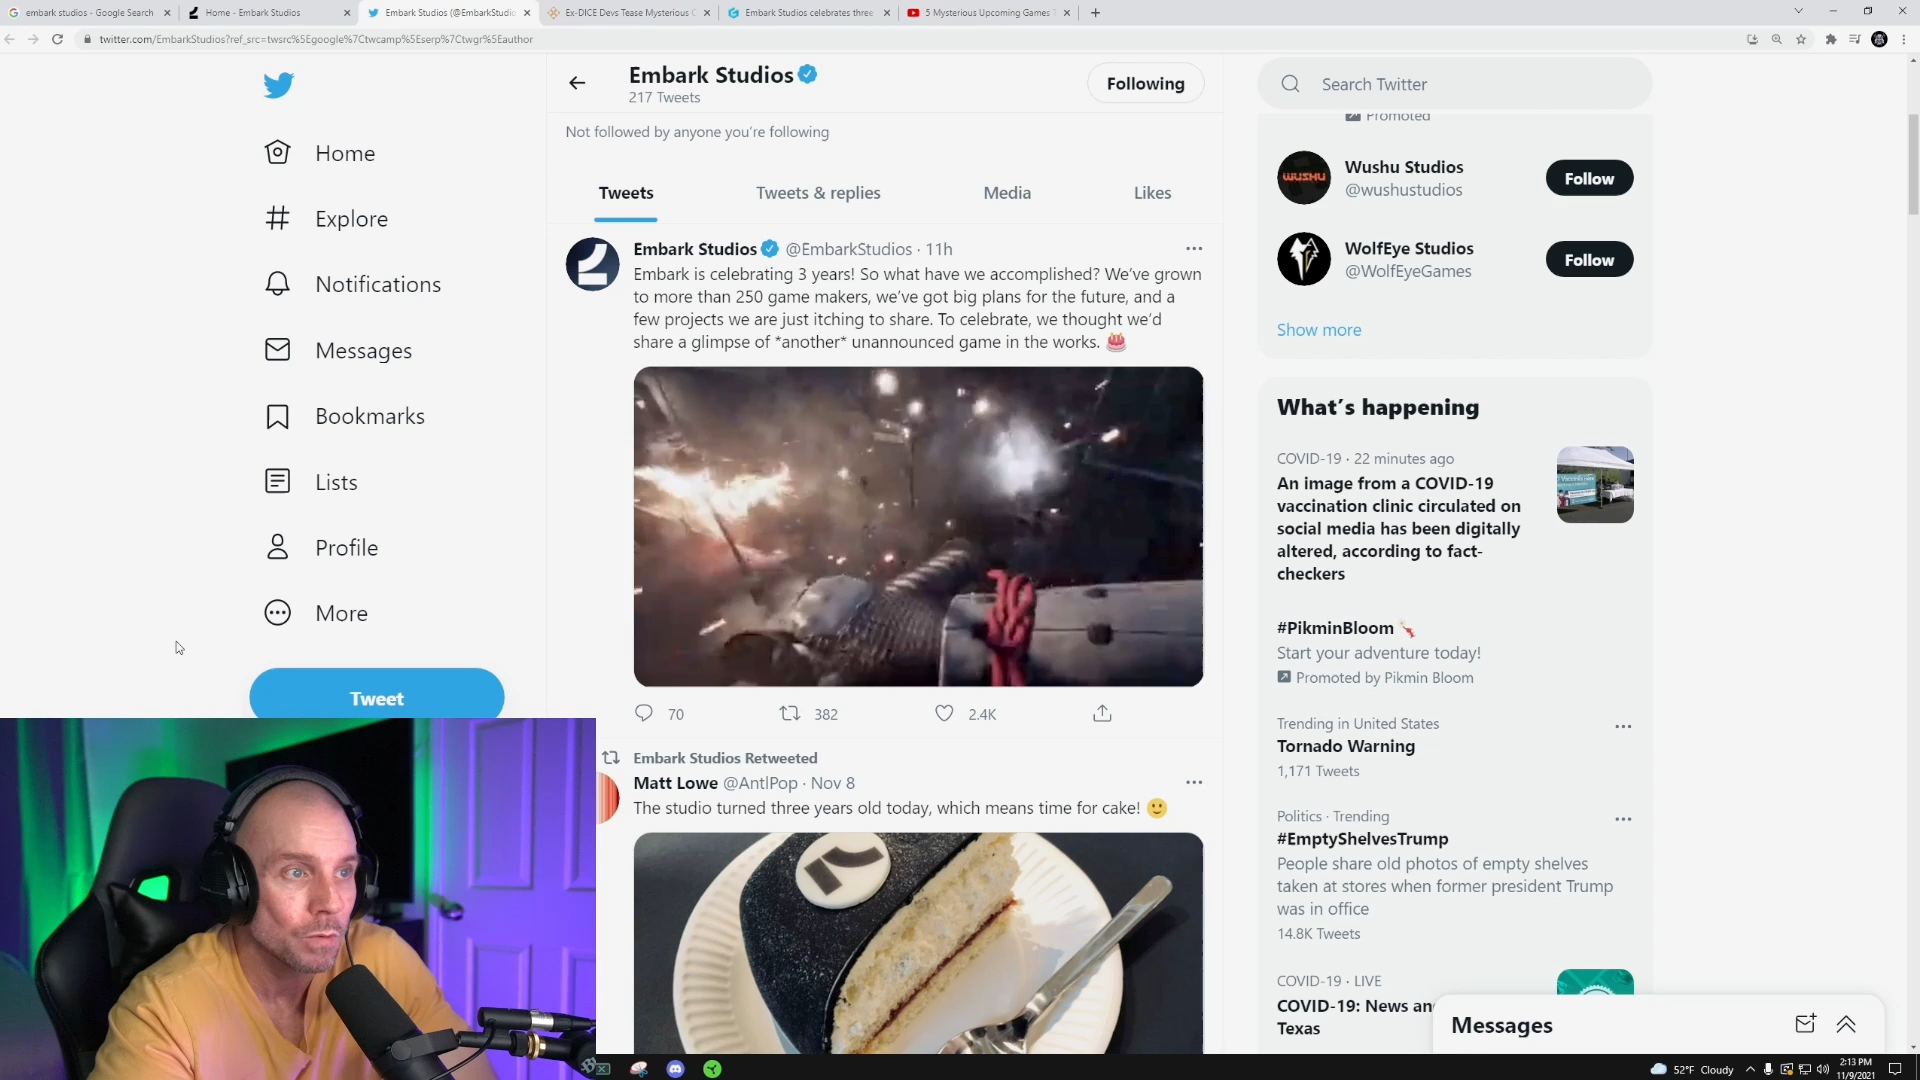 embark studios - Google Search
Home - Embark Studios
Embark Studios (@EmbarkStudio
Ex-DICE Devs Tease Mysterious
Embark Studios celebrates three
5 Mysterious Upcoming Games
twitter.com/EmbarkStudios?ref_src=twsrc%5Egoogle%7Ctwcamp%5Eserp%7Ctwgr%5Eauthor
Home
Explore
Notifications
Messages
Bookmarks
Lists
Profile
More
Tweet
Embark Studios
217 Tweets
Following
Not followed by anyone you're following
Tweets
Tweets & replies
Media
Likes
Embark Studios @EmbarkStudios · 11h
Embark is celebrating 3 years! So what have we accomplished? We've grown
to more than 250 game makers, we've got big plans for the future, and a
few projects we are just itching to share. To celebrate, we thought we'd
share a glimpse of *another* unannounced game in the works. 🎂
70
382
2.4K
Embark Studios Retweeted
Matt Lowe @AntlPop · Nov 8
The studio turned three years old today, which means time for cake! 🙂
Search Twitter
Promoted
WUSHU
Wushu Studios
@wushustudios
Follow
WolfEye Studios
@WolfEyeGames
Follow
Show more
What's happening
COVID-19 · 22 minutes ago
An image from a COVID-19
vaccination clinic circulated on
social media has been digitally
altered, according to fact-
checkers
#PikminBloom
Start your adventure today!
Promoted by Pikmin Bloom
Trending in United States
Tornado Warning
1,171 Tweets
Politics · Trending
#EmptyShelvesTrump
People share old photos of empty shelves
taken at stores when former president Trump
was in office
14.8K Tweets
COVID-19 · LIVE
COVID-19: News an
Texas
Messages
52°F Cloudy
2:13 PM
11/9/2021